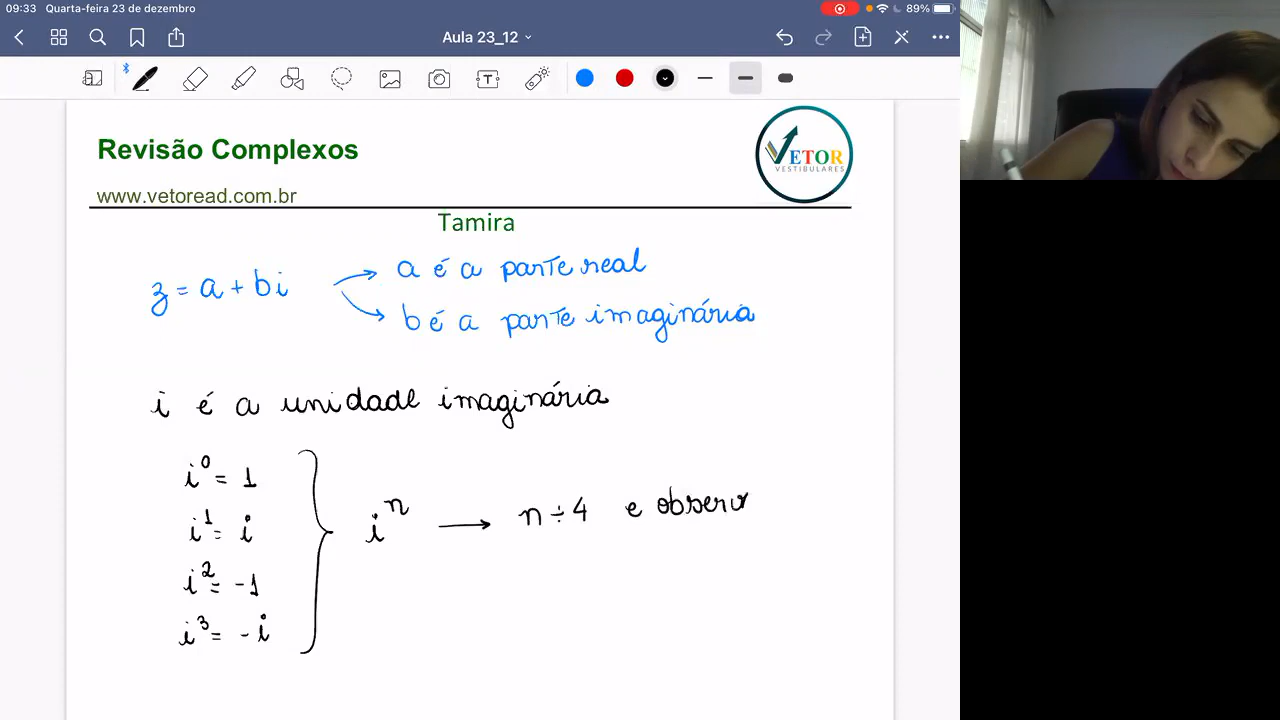 09:33 Quarta-feira 23 de dezembro
89%
Aula 23_12
Revisão Complexos
VETOR
VESTIBULARES
www.vetoread.com.br
Tamira
z = a + bi
a é a parte real
b é a parte imaginária
i é a unidade imaginária
i⁰ = 1
i¹ = i
i² = -1
i³ = -i
iⁿ → n ÷ 4 e observ